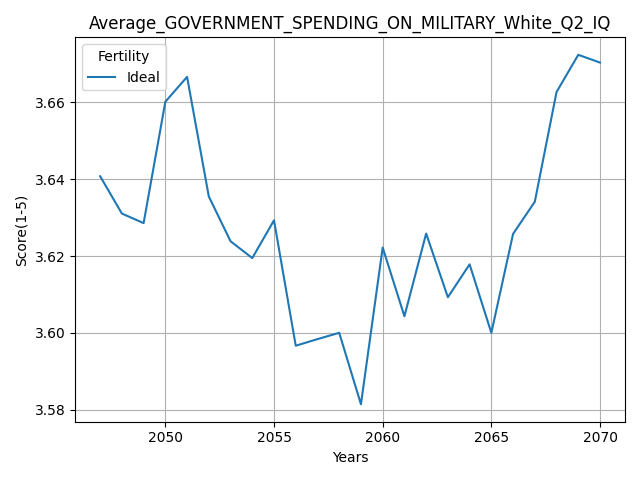 Average_GOVERNMENT_SPENDING_ON_MILITARY_White_Q2_IQ
Fertility
Ideal
Score(1-5)
3.66
3.64
3.62
3.60
3.58
2050 2055 2060 2065 2070
Years